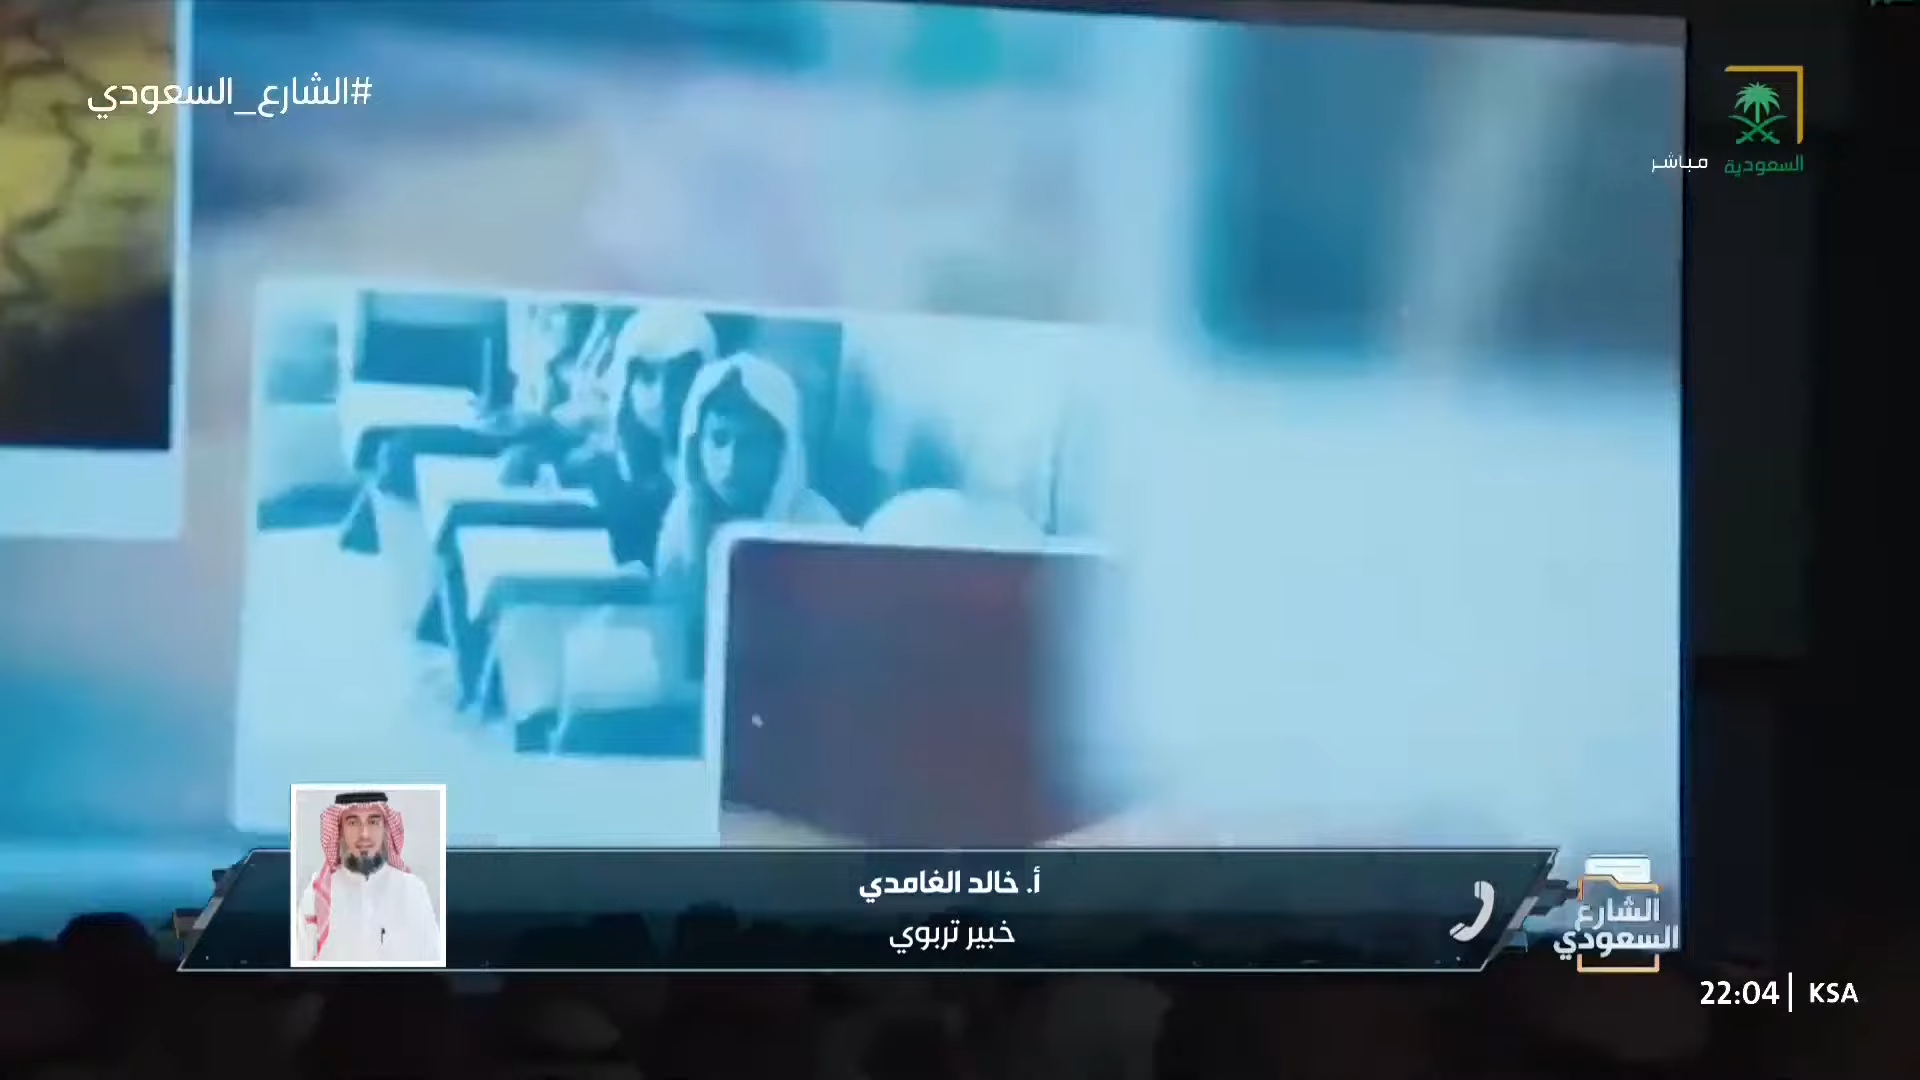 #الشارع_السعودي
السعودية
مباشر
أ. خالد الغامدي
خبير تربوي
الشارع
السعودي
22:04 | KSA